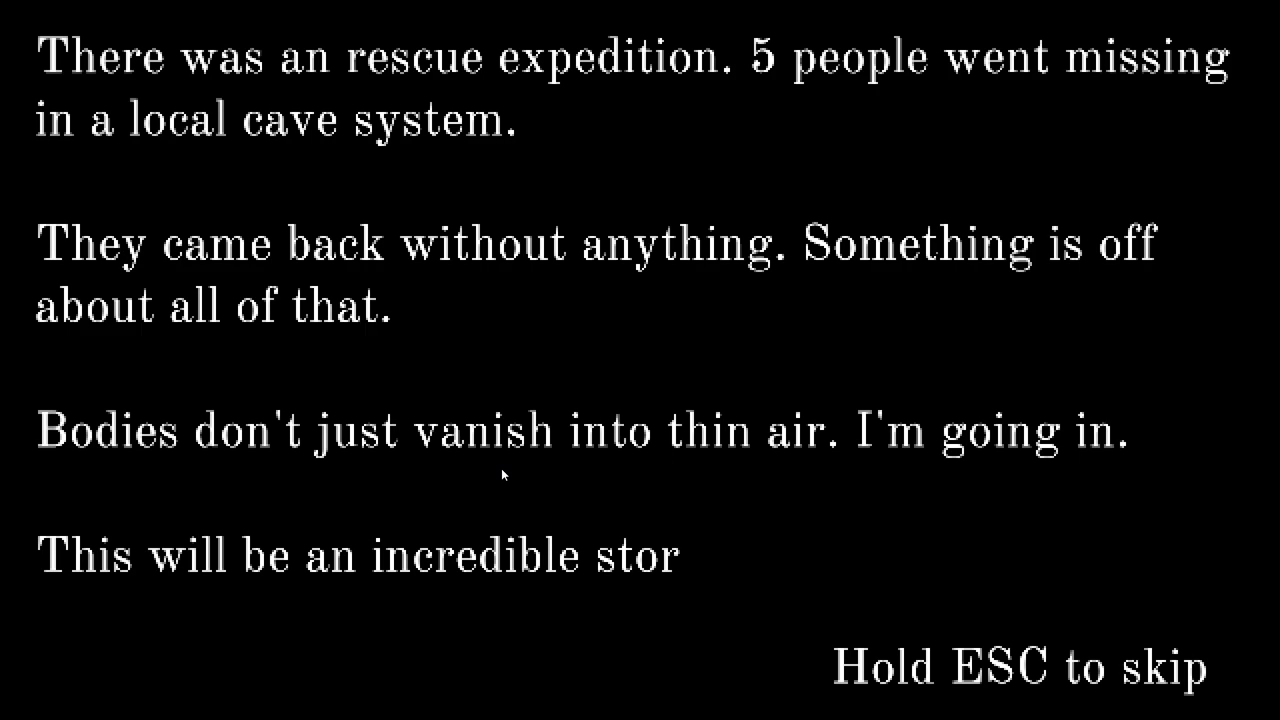 There was an rescue expedition. 5 people went missing
in a local cave system.
They came back without anything. Something is off
about all of that.
Bodies don't just vanish into thin air. I'm going in.
This will be an incredible stor
Hold ESC to skip